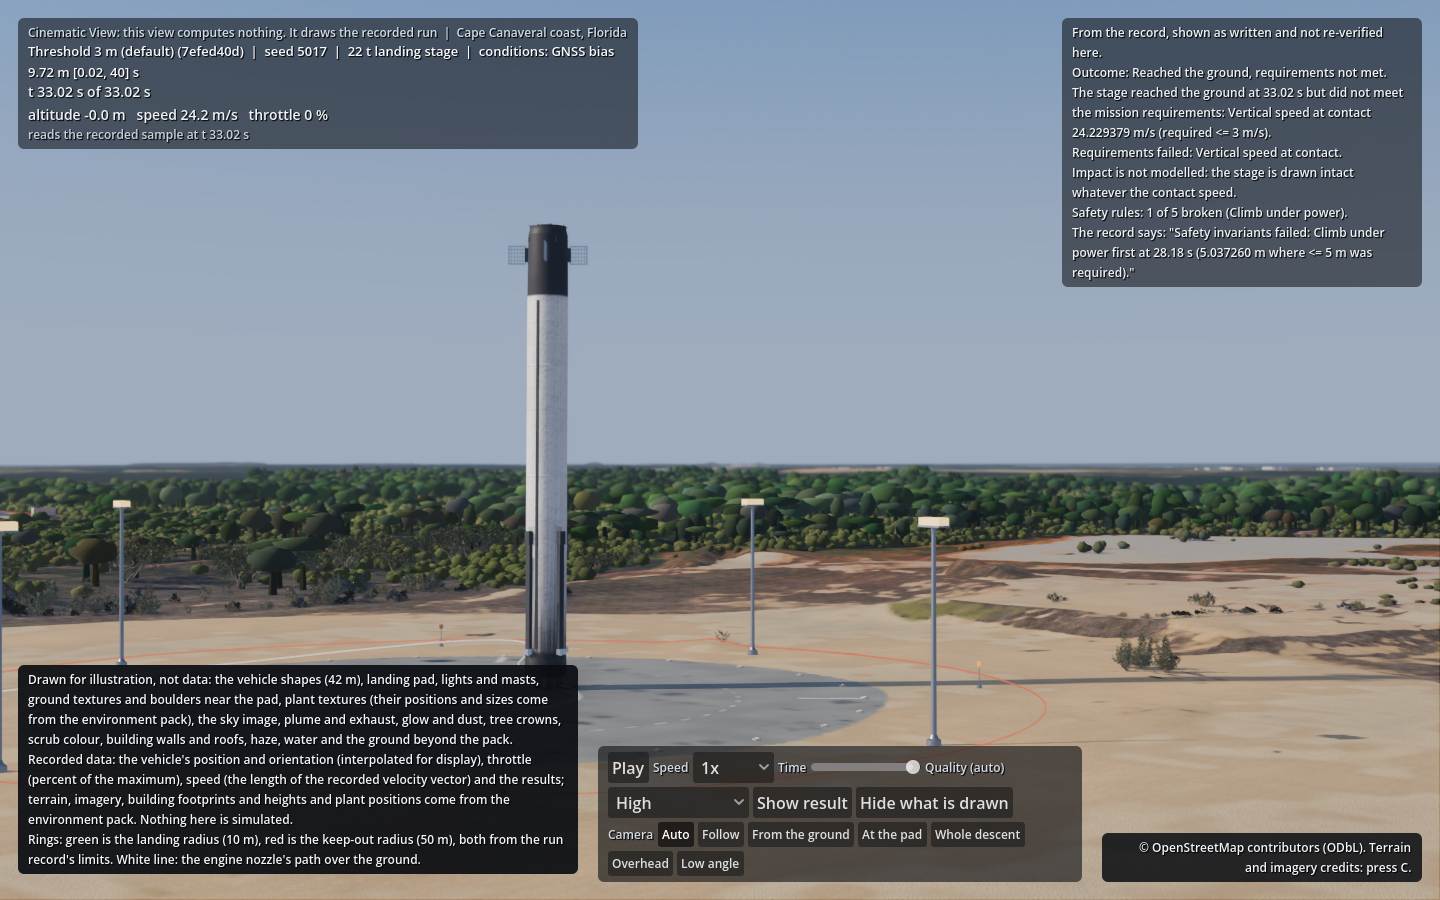 Cinematic View: this view computes nothing. It draws the recorded run | Cape Canaveral coast, Florida
Threshold 3 m (default) (7efed40d) | seed 5017 | 22 t landing stage | conditions: GNSS bias
9.72 m [0.02, 40] s
t 33.02 s of 33.02 s
altitude -0.0 m speed 24.2 m/s throttle 0 %
reads the recorded sample at t 33.02 s
From the record, shown as written and not re-verified
here.
Outcome: Reached the ground, requirements not met.
The stage reached the ground at 33.02 s but did not meet
the mission requirements: Vertical speed at contact
24.229379 m/s (required <= 3 m/s).
Requirements failed: Vertical speed at contact.
Impact is not modelled: the stage is drawn intact
whatever the contact speed.
Safety rules: 1 of 5 broken (Climb under power).
The record says: "Safety invariants failed: Climb under
power first at 28.18 s (5.037260 m where <= 5 m was
required)."
Drawn for illustration, not data: the vehicle shapes (42 m), landing pad, lights and masts,
ground textures and boulders near the pad, plant textures (their positions and sizes come
from the environment pack), the sky image, plume and exhaust, glow and dust, tree crowns,
scrub colour, building walls and roofs, haze, water and the ground beyond the pack.
Recorded data: the vehicle's position and orientation (interpolated for display), throttle
(percent of the maximum), speed (the length of the recorded velocity vector) and the results;
terrain, imagery, building footprints and heights and plant positions come from the
environment pack. Nothing here is simulated.
Rings: green is the landing radius (10 m), red is the keep-out radius (50 m), both from the run
record's limits. White line: the engine nozzle's path over the ground.
Play Speed 1x Time Quality (auto)
High Show result Hide what is drawn
Camera Auto Follow From the ground At the pad Whole descent
Overhead Low angle
© OpenStreetMap contributors (ODbL). Terrain
and imagery credits: press C.